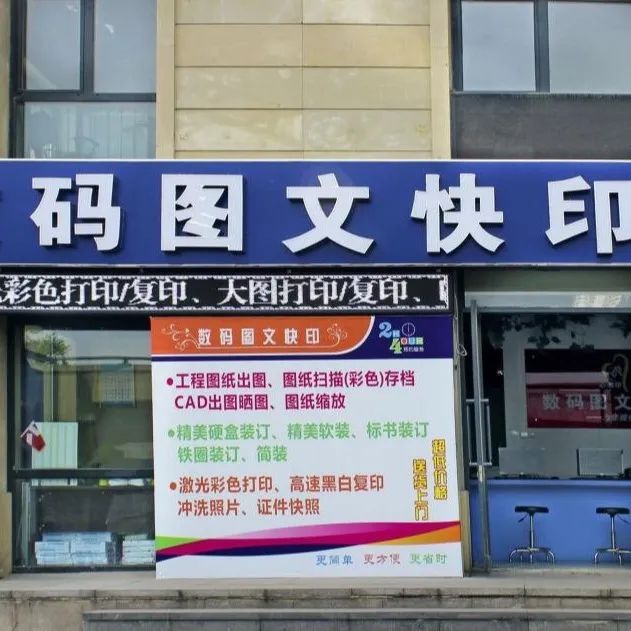 码图文快印
彩色打印/复印、大图打印/复印、
数码图文快印
24
HOUR
•工程图纸出图、图纸扫描(彩色)存档
CAD出图晒图、图纸缩放
•精美硬盒装订、精美软装、标书装订
铁圈装订、简装
•激光彩色打印、高速黑白复印
冲洗照片、证件快照
超低价格
送货上门
更简单 更方便 更省时
数码图文